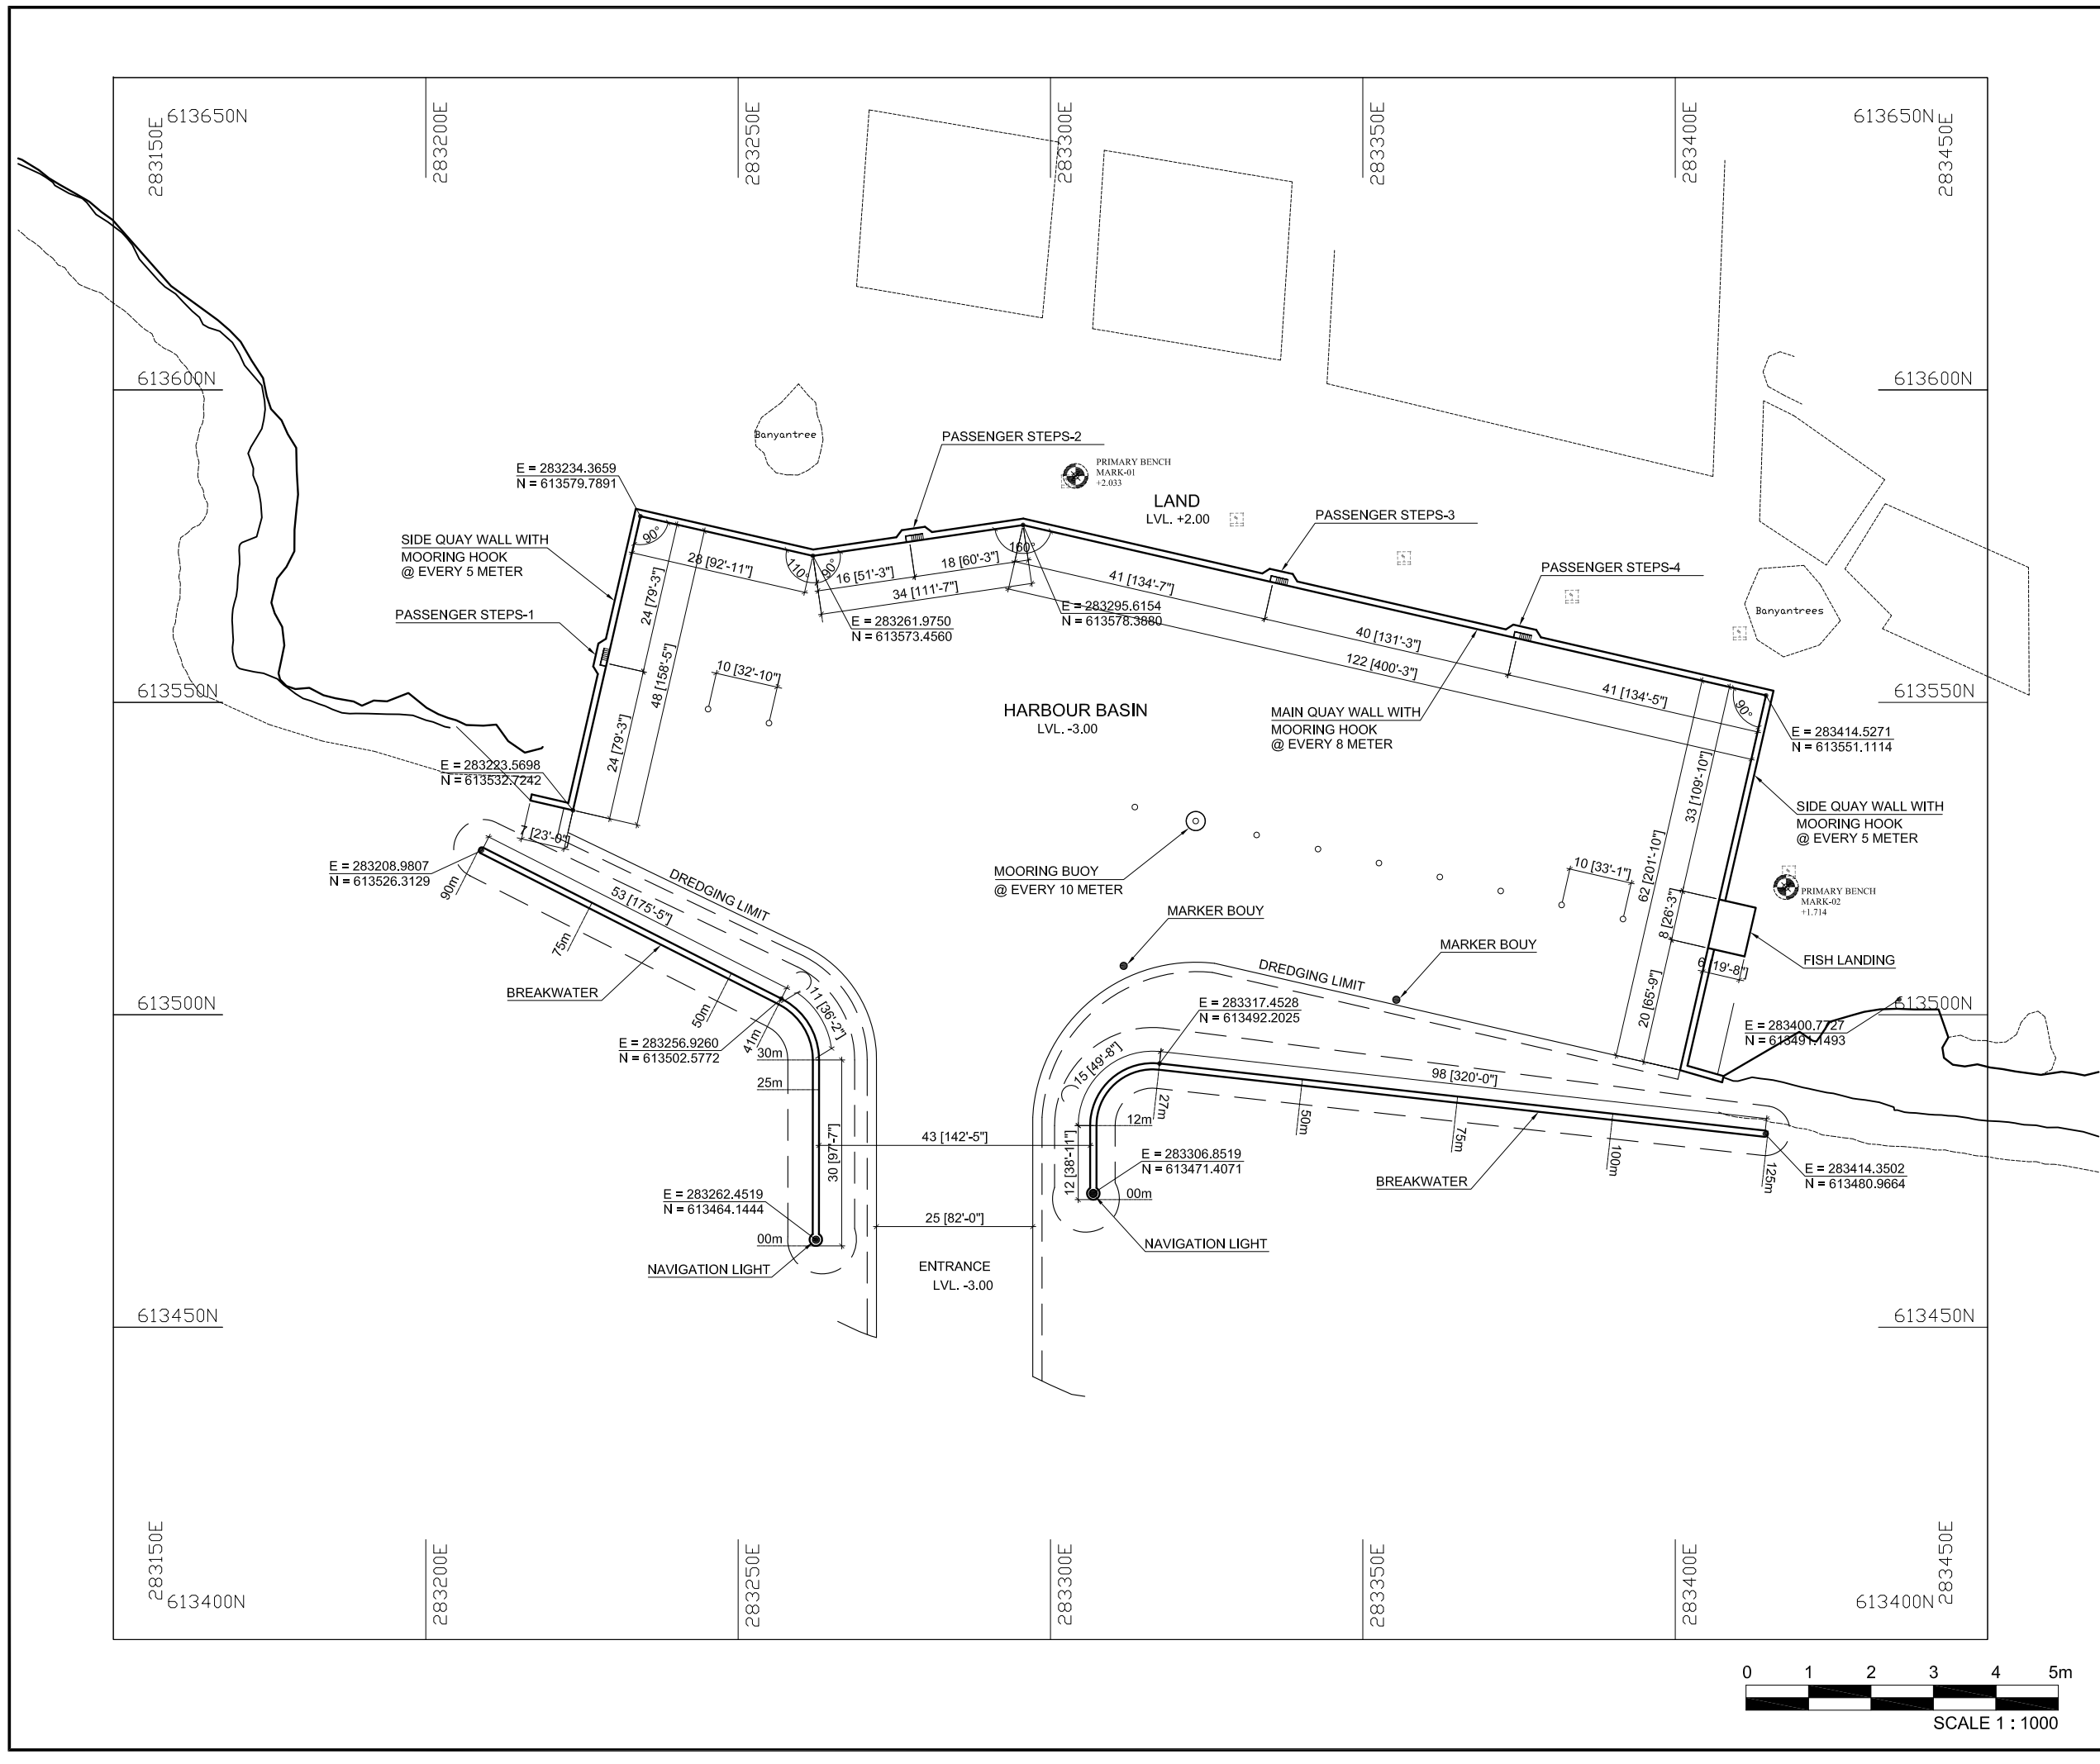 613650N
283150E
283200E
283250E
283300E
283350E
283400E
613650N
283450E
613600N
613600N
Banyantree
PASSENGER STEPS-2
PRIMARY BENCH
MARK-01
+2.033
E = 283234.3659
N = 613579.7891
LAND
LVL. +2.00
PASSENGER STEPS-3
SIDE QUAY WALL WITH
MOORING HOOK
@ EVERY 5 METER
90°
28 [92'-11"]
110°
90°
16 [51'-3"]
18 [60'-3"]
34 [111'-7"]
160°
41 [134'-7"]
PASSENGER STEPS-4
Banyantrees
PASSENGER STEPS-1
24 [79'-3"]
E = 283261.9750
N = 613573.4560
E = 283295.6154
N = 613578.3880
40 [131'-3"]
122 [400'-3"]
41 [134'-5"]
90°
48 [158'-5"]
10 [32'-10"]
613550N
613550N
24 [79'-3"]
HARBOUR BASIN
LVL. -3.00
MAIN QUAY WALL WITH
MOORING HOOK
@ EVERY 8 METER
E = 283414.5271
N = 613551.1114
E = 283223.5698
N = 613532.7242
33 [109'-10"]
SIDE QUAY WALL WITH
MOORING HOOK
@ EVERY 5 METER
7 [23'-0"]
E = 283208.9807
N = 613526.3129
90m
53 [175'-5"]
DREDGING LIMIT
MOORING BUOY
@ EVERY 10 METER
10 [33'-1"]
62 [201'-10"]
8 [26'-3"]
PRIMARY BENCH
MARK-02
+1.714
75m
MARKER BOUY
MARKER BOUY
FISH LANDING
6 [19'-8"]
BREAKWATER
50m
41m
11 [36'-2"]
DREDGING LIMIT
20 [65'-9"]
613500N
613500N
E = 283317.4528
N = 613492.2025
E = 283400.7727
N = 613491.1493
E = 283256.9260
N = 613502.5772
30m
25m
15 [49'-8"]
98 [320'-0"]
27m
50m
75m
100m
125m
12m
43 [142'-5"]
30 [97'-7"]
12 [38'-11"]
E = 283306.8519
N = 613471.4071
00m
BREAKWATER
E = 283414.3502
N = 613480.9664
E = 283262.4519
N = 613464.1444
25 [82'-0"]
00m
NAVIGATION LIGHT
NAVIGATION LIGHT
ENTRANCE
LVL. -3.00
613450N
613450N
283150E
613400N
283200E
283250E
283300E
283350E
283400E
613400N
283450E
0 1 2 3 4 5m
SCALE 1 : 1000